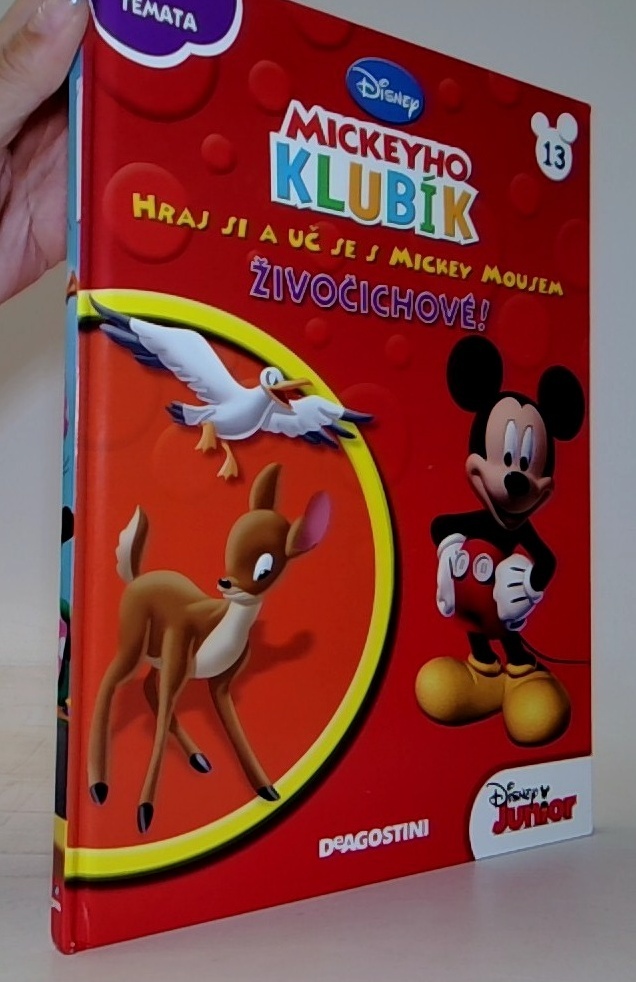 TÉMATA
Disney
13
MICKEYHO
KLUBÍK
HRAJ SI A UČ SE S MICKEY MOUSEM
ŽIVOČICHOVÉ!
DeAGOSTINI
Disney
Junior